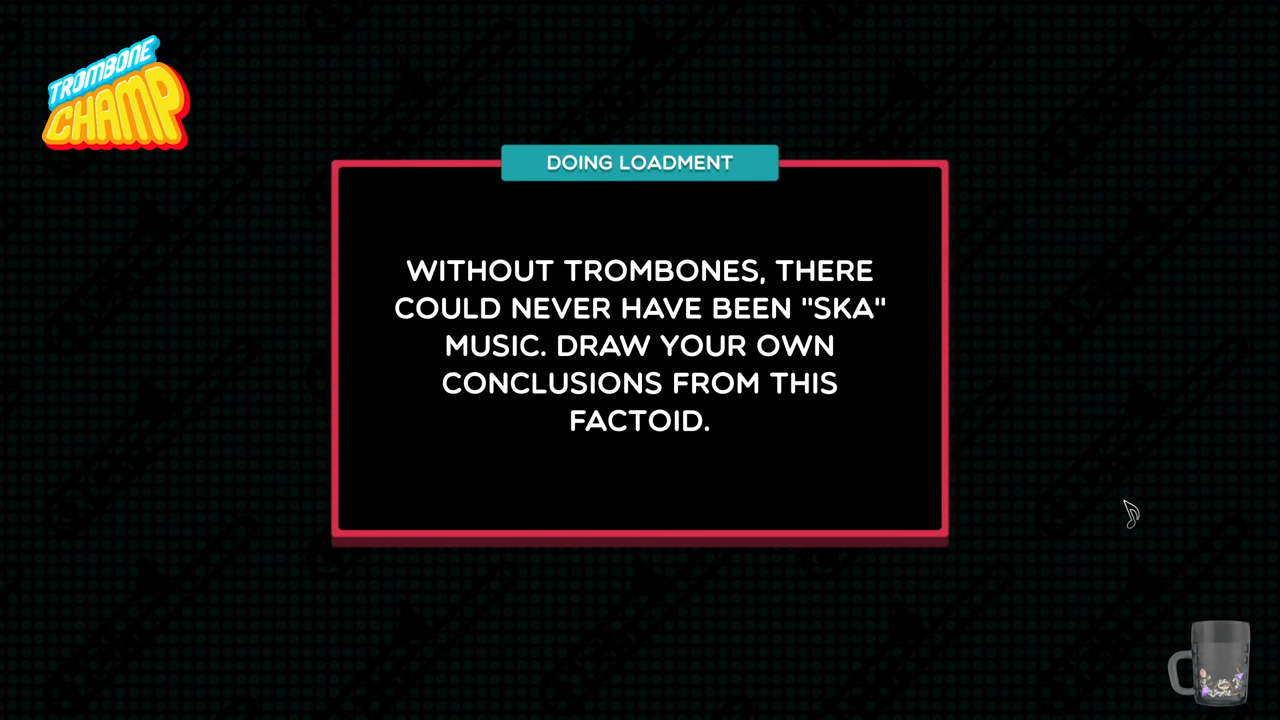 TROMBONE
CHAMP
DOING LOADMENT
WITHOUT TROMBONES, THERE
COULD NEVER HAVE BEEN "SKA"
MUSIC. DRAW YOUR OWN
CONCLUSIONS FROM THIS
FACTOID.